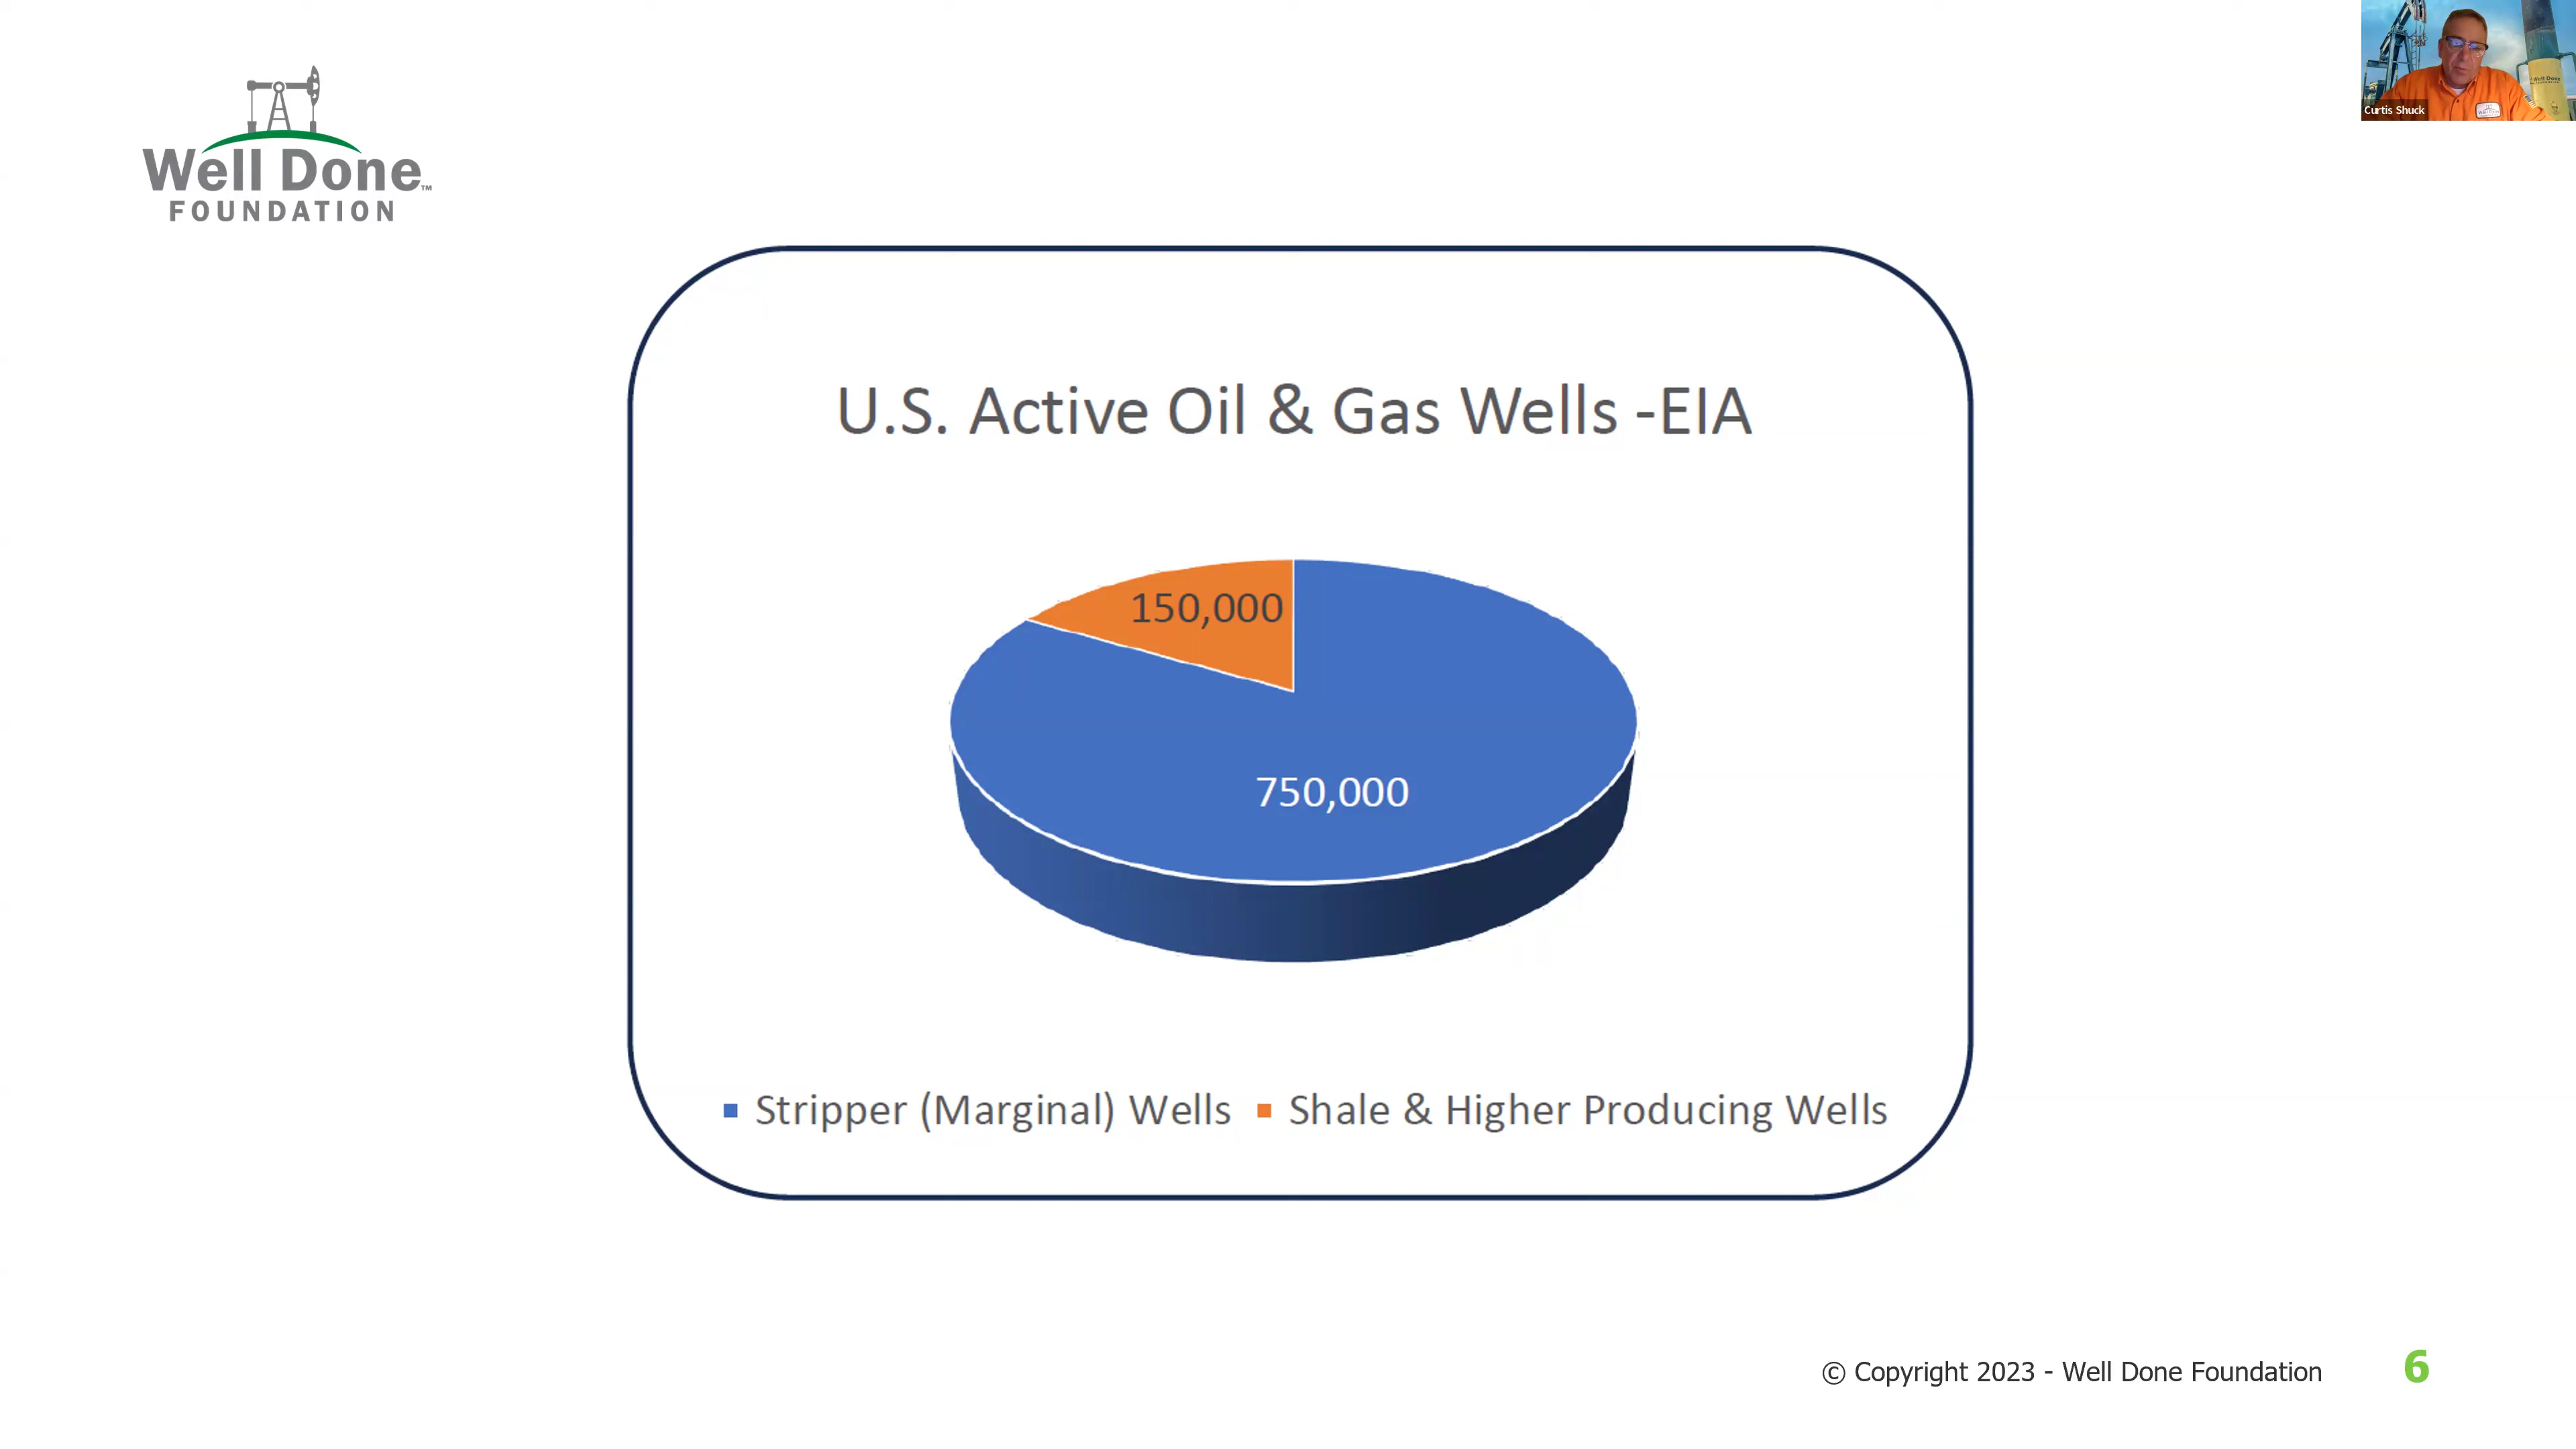 Well Done™
FOUNDATION
Curtis Shuck
U.S. Active Oil & Gas Wells -EIA
150,000
750,000
Stripper (Marginal) Wells
Shale & Higher Producing Wells
© Copyright 2023 - Well Done Foundation
6